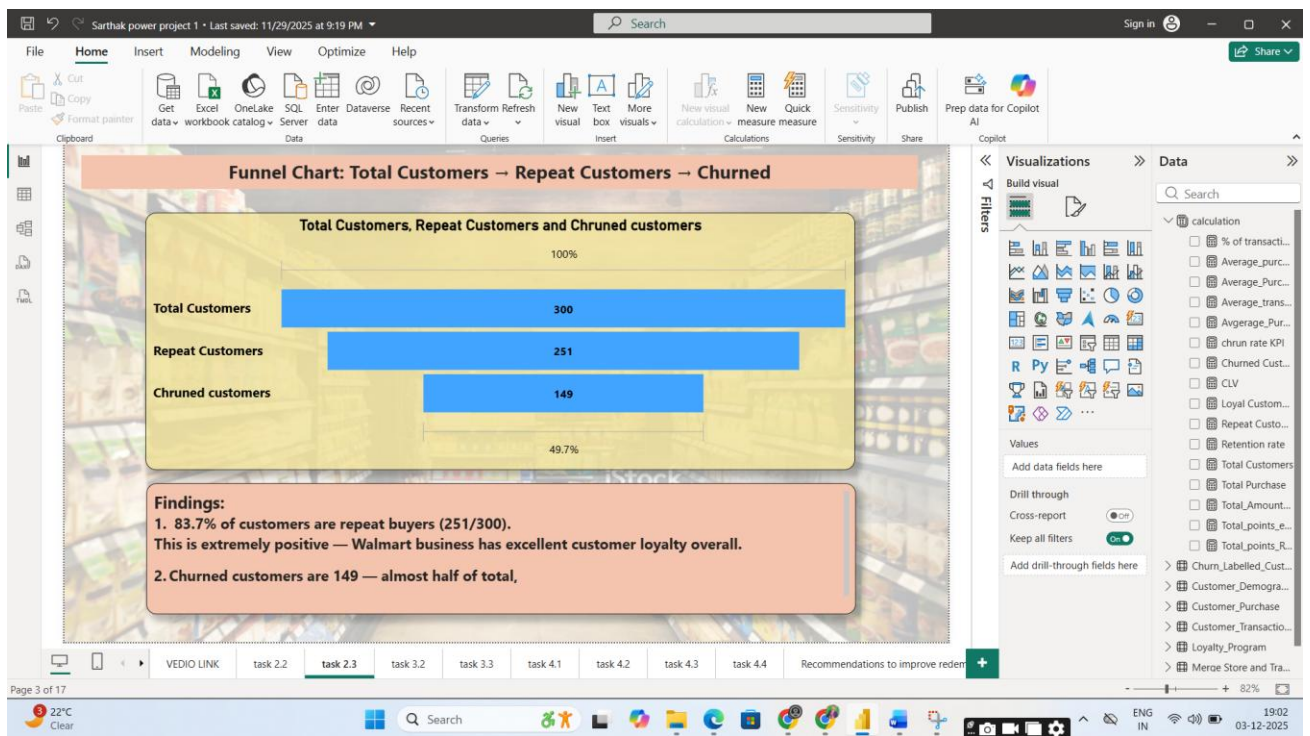 Sarthak power project 1 • Last saved: 11/29/2025 at 9:19 PM
Search
Sign in
File Home Insert Modeling View Optimize Help
Share
Paste
Cut
Copy
Format painter
Get data
Excel workbook
OneLake catalog
SQL Server
Enter data
Dataverse
Recent sources
Transform data
Refresh
New visual
Text box
More visuals
New visual calculation
New measure
Quick measure
Sensitivity
Publish
Prep data for AI
Copilot
Clipboard Data Queries Insert Calculations Sensitivity Share Copilot
Funnel Chart: Total Customers → Repeat Customers → Churned
Total Customers, Repeat Customers and Chruned customers
100%
Total Customers 300
Repeat Customers 251
Chruned customers 149
49.7%
iStock
Findings:
1. 83.7% of customers are repeat buyers (251/300).
This is extremely positive — Walmart business has excellent customer loyalty overall.
2. Churned customers are 149 — almost half of total,
Filters
Visualizations
Build visual
123
R Py
Values
Add data fields here
Drill through
Cross-report Off
Keep all filters On
Add drill-through fields here
Data
Search
calculation
% of transacti...
Average_purc...
Average_Purc...
Average_trans...
Avgerage_Pur...
chrun rate KPI
Churned Cust...
CLV
Loyal Custom...
Repeat Custo...
Retention rate
Total Customers
Total Purchase
Total_Amount...
Total_points_e...
Total_points_R...
Churn_Labelled_Cust...
Customer_Demogra...
Customer_Purchase
Customer_Transactio...
Loyalty_Program
Merge Store and Tra...
VEDIO LINK task 2.2 task 2.3 task 3.2 task 3.3 task 4.1 task 4.2 task 4.3 task 4.4 Recommendations to improve redem
Page 3 of 17
82%
3
22°C
Clear
Search
ENG
IN
19:02
03-12-2025